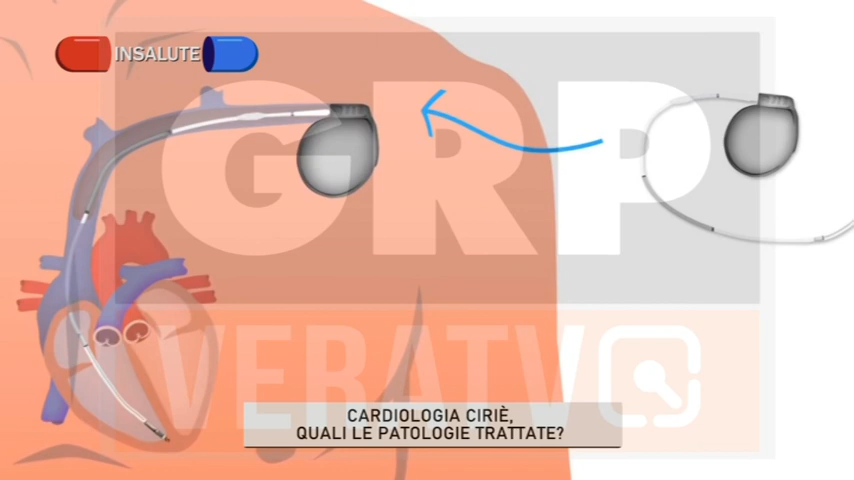 INSALUTE
GRP
VERATV
CARDIOLOGIA CIRIÈ,
QUALI LE PATOLOGIE TRATTATE?